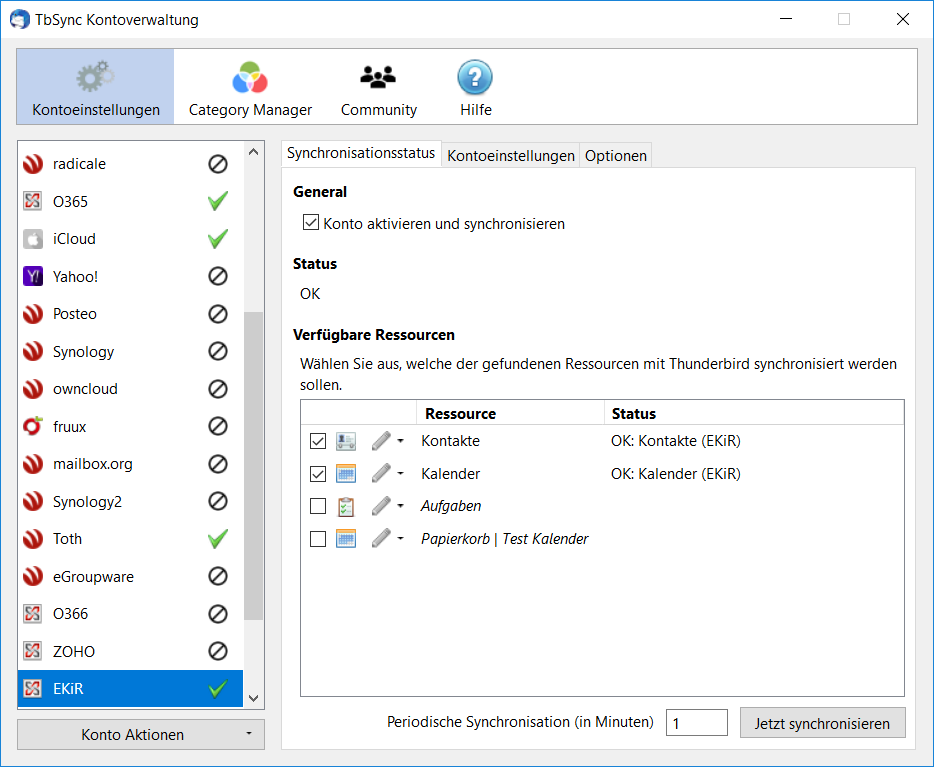 TbSync Kontoverwaltung
Kontoeinstellungen
Category Manager
Community
Hilfe
radicale
O365
iCloud
Yahoo!
Posteo
Synology
owncloud
fruux
mailbox.org
Synology2
Toth
eGroupware
O366
ZOHO
EKiR
Konto Aktionen
Synchronisationsstatus
Kontoeinstellungen
Optionen
General
Konto aktivieren und synchronisieren
Status
OK
Verfügbare Ressourcen
Wählen Sie aus, welche der gefundenen Ressourcen mit Thunderbird synchronisiert werden
sollen.
Ressource Status
Kontakte OK: Kontakte (EKiR)
Kalender OK: Kalender (EKiR)
Aufgaben
Papierkorb | Test Kalender
Periodische Synchronisation (in Minuten) 1 Jetzt synchronisieren